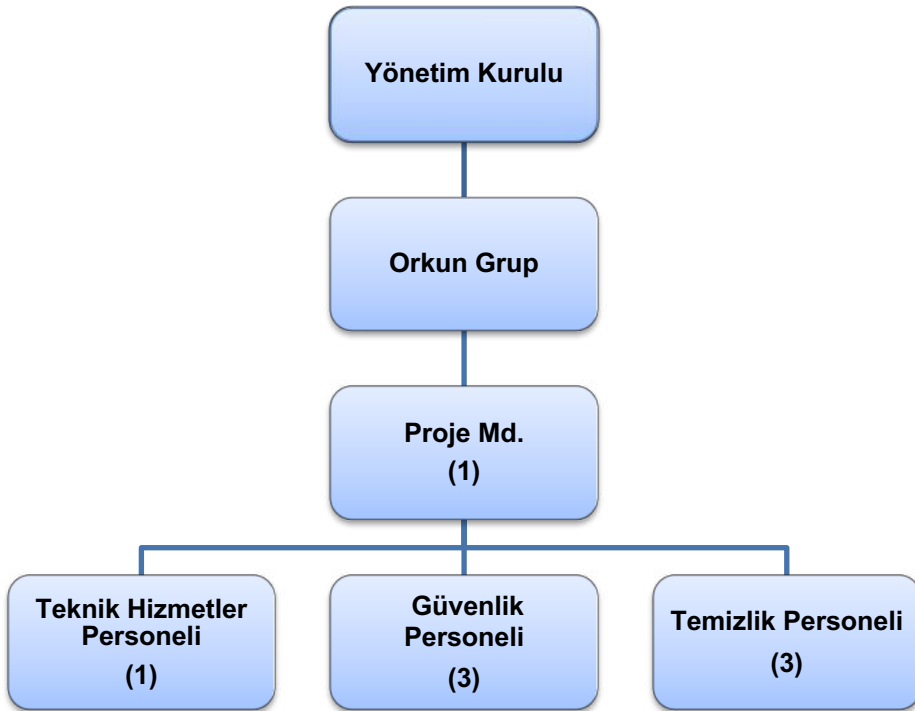 Yönetim Kurulu
Orkun Grup
Proje Md.
(1)
Teknik Hizmetler
Personeli
(1)
Güvenlik
Personeli
(3)
Temizlik Personeli
(3)